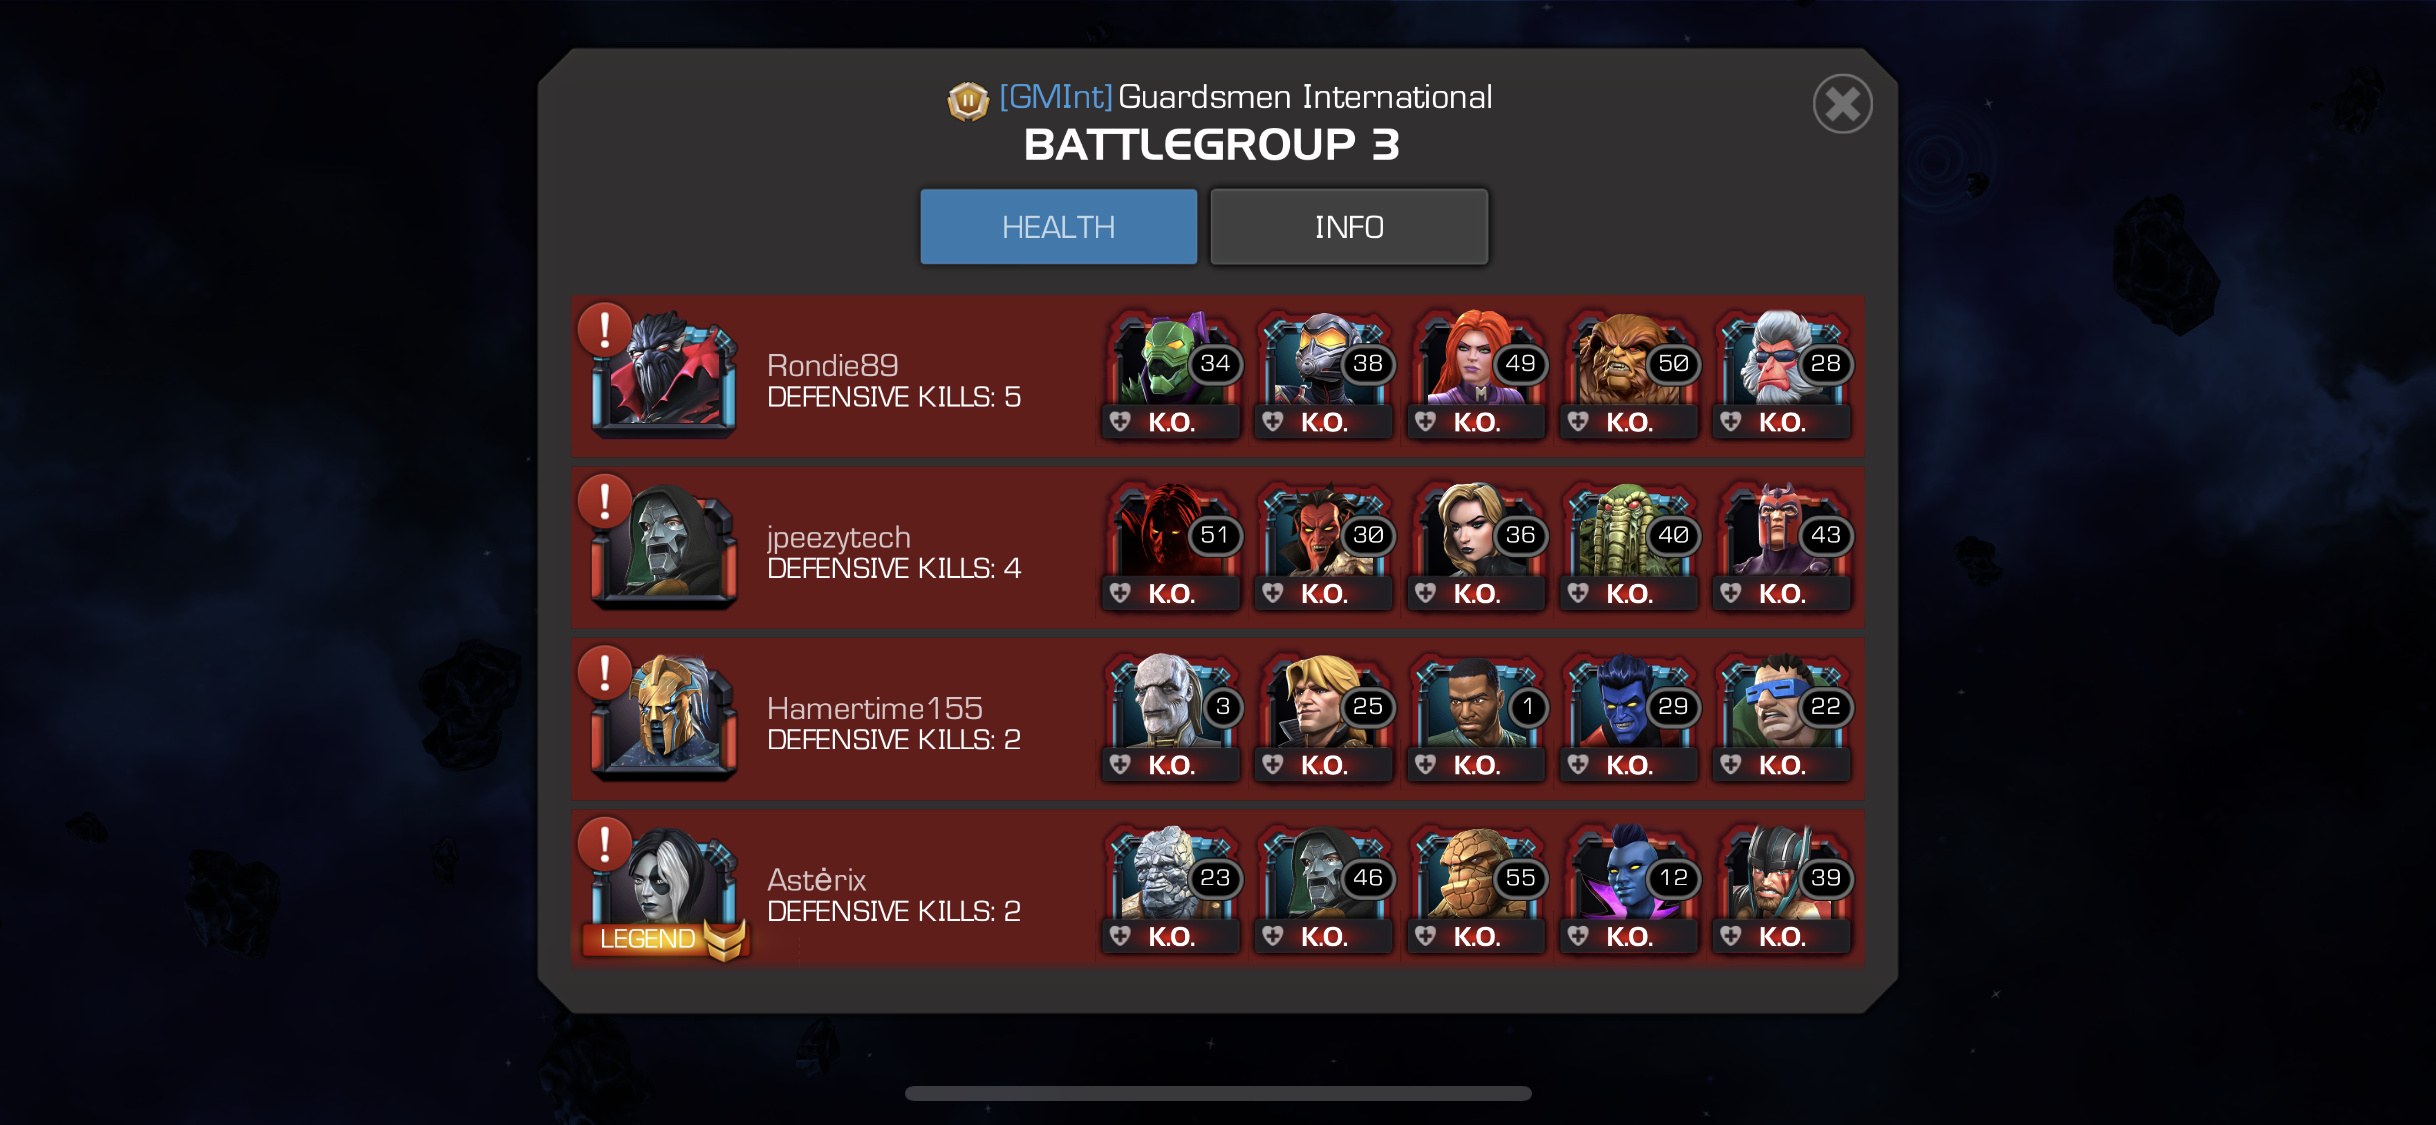 [GMInt] Guardsmen International
BATTLEGROUP 3
HEALTH INFO
! Rondie89
DEFENSIVE KILLS: 5
34 38 49 50 28
K.O. K.O. K.O. K.O. K.O.
! jpeezytech
DEFENSIVE KILLS: 4
51 30 36 40 43
K.O. K.O. K.O. K.O. K.O.
! Hamertime155
DEFENSIVE KILLS: 2
3 25 1 29 22
K.O. K.O. K.O. K.O. K.O.
! Astėrix
DEFENSIVE KILLS: 2
LEGEND
23 46 55 12 39
K.O. K.O. K.O. K.O. K.O.